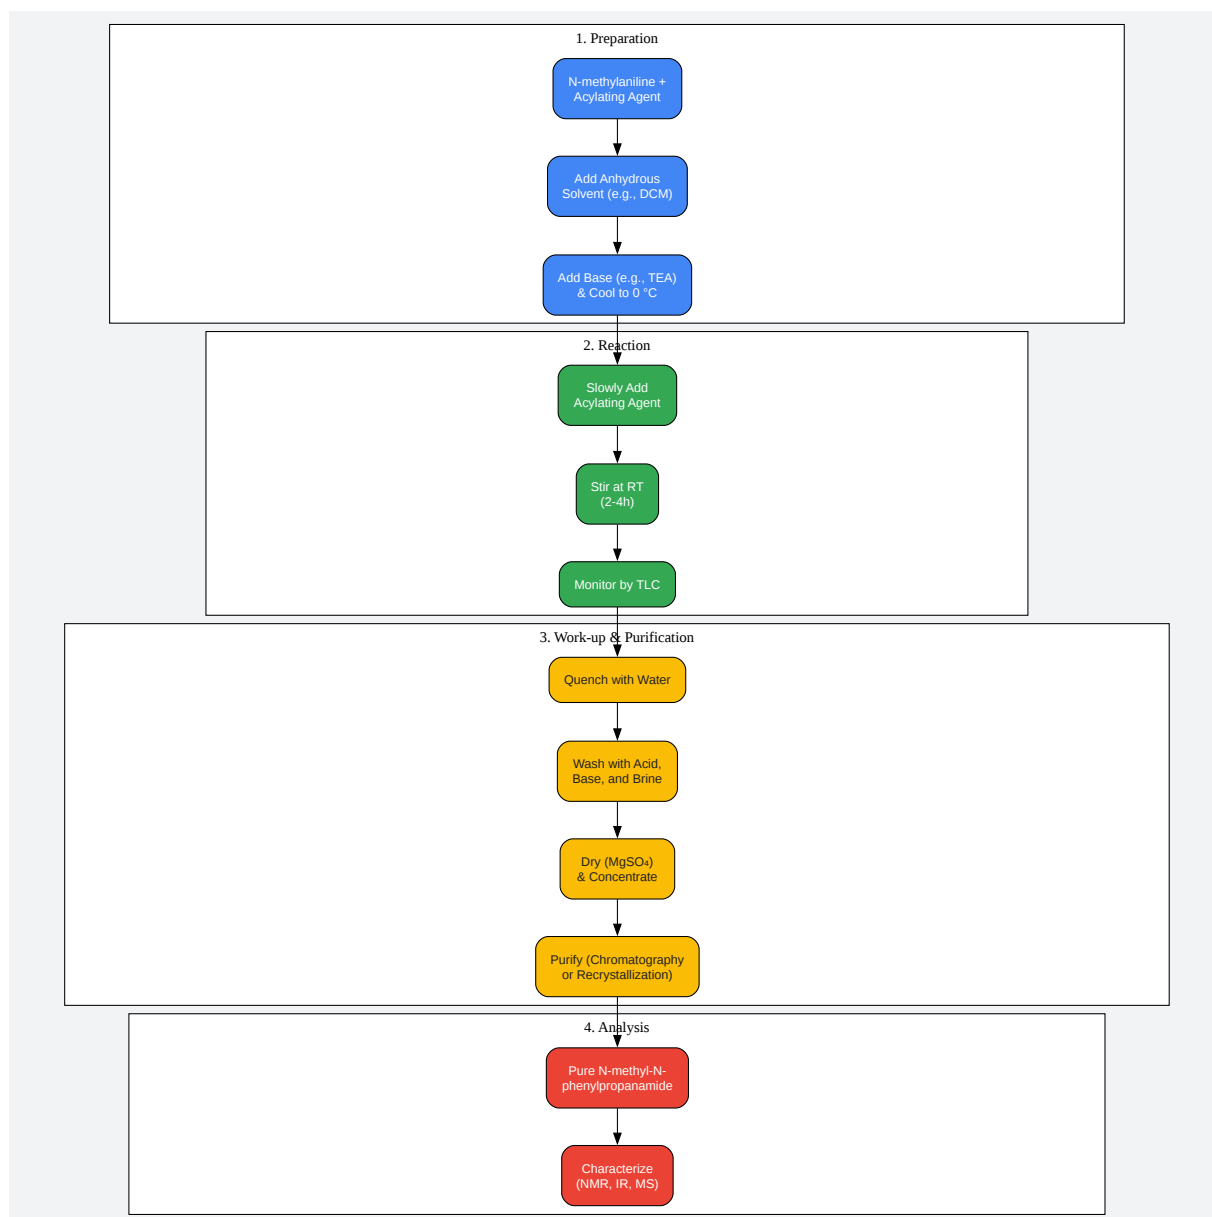 1. Preparation
N-methylaniline +
Acylating Agent
Add Anhydrous
Solvent (e.g., DCM)
Add Base (e.g., TEA)
& Cool to 0 °C
2. Reaction
Slowly Add
Acylating Agent
Stir at RT
(2-4h)
Monitor by TLC
3. Work-up & Purification
Quench with Water
Wash with Acid,
Base, and Brine
Dry (MgSO₄)
& Concentrate
Purify (Chromatography
or Recrystallization)
4. Analysis
Pure N-methyl-N-
phenylpropanamide
Characterize
(NMR, IR, MS)